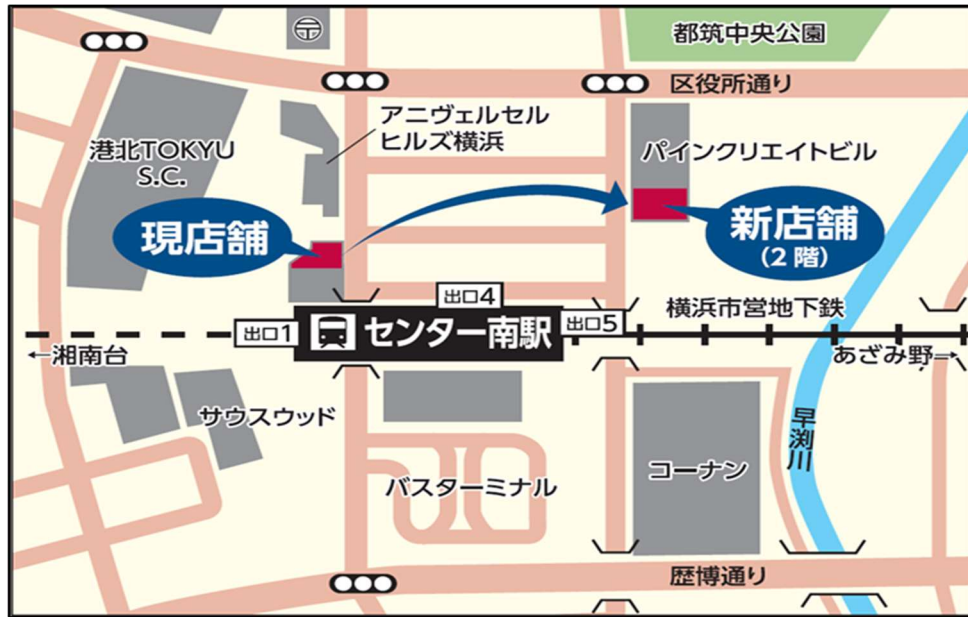 都筑中央公園
区役所通り
アニヴェルセル
ヒルズ横浜
港北TOKYU
S.C.
パインクリエイトビル
現店舗
新店舗
(2階)
出口4
横浜市営地下鉄
出口1
センター南駅
出口5
←湘南台
あざみ野→
サウスウッド
早渕川
バスターミナル
コーナン
歴博通り